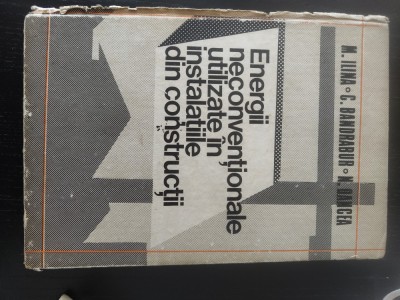 M. ILINA ∘ C. BANDRABUR ∘ N. OANCEA
Energii
neconvenționale
utilizate în
instalațiile
din construcții